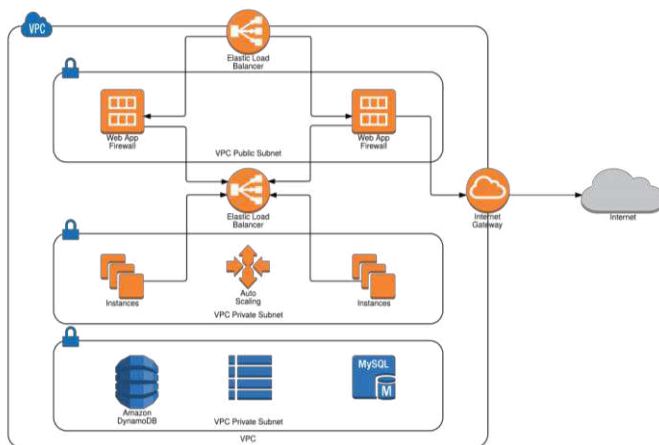 VPC
Elastic Load
Balancer
Web App
Firewall
Web App
Firewall
VPC Public Subnet
Elastic Load
Balancer
Internet
Gateway
Internet
Instances
Auto
Scaling
Instances
VPC Private Subnet
MySQL
M
Amazon
DynamoDB
VPC Private Subnet
VPC